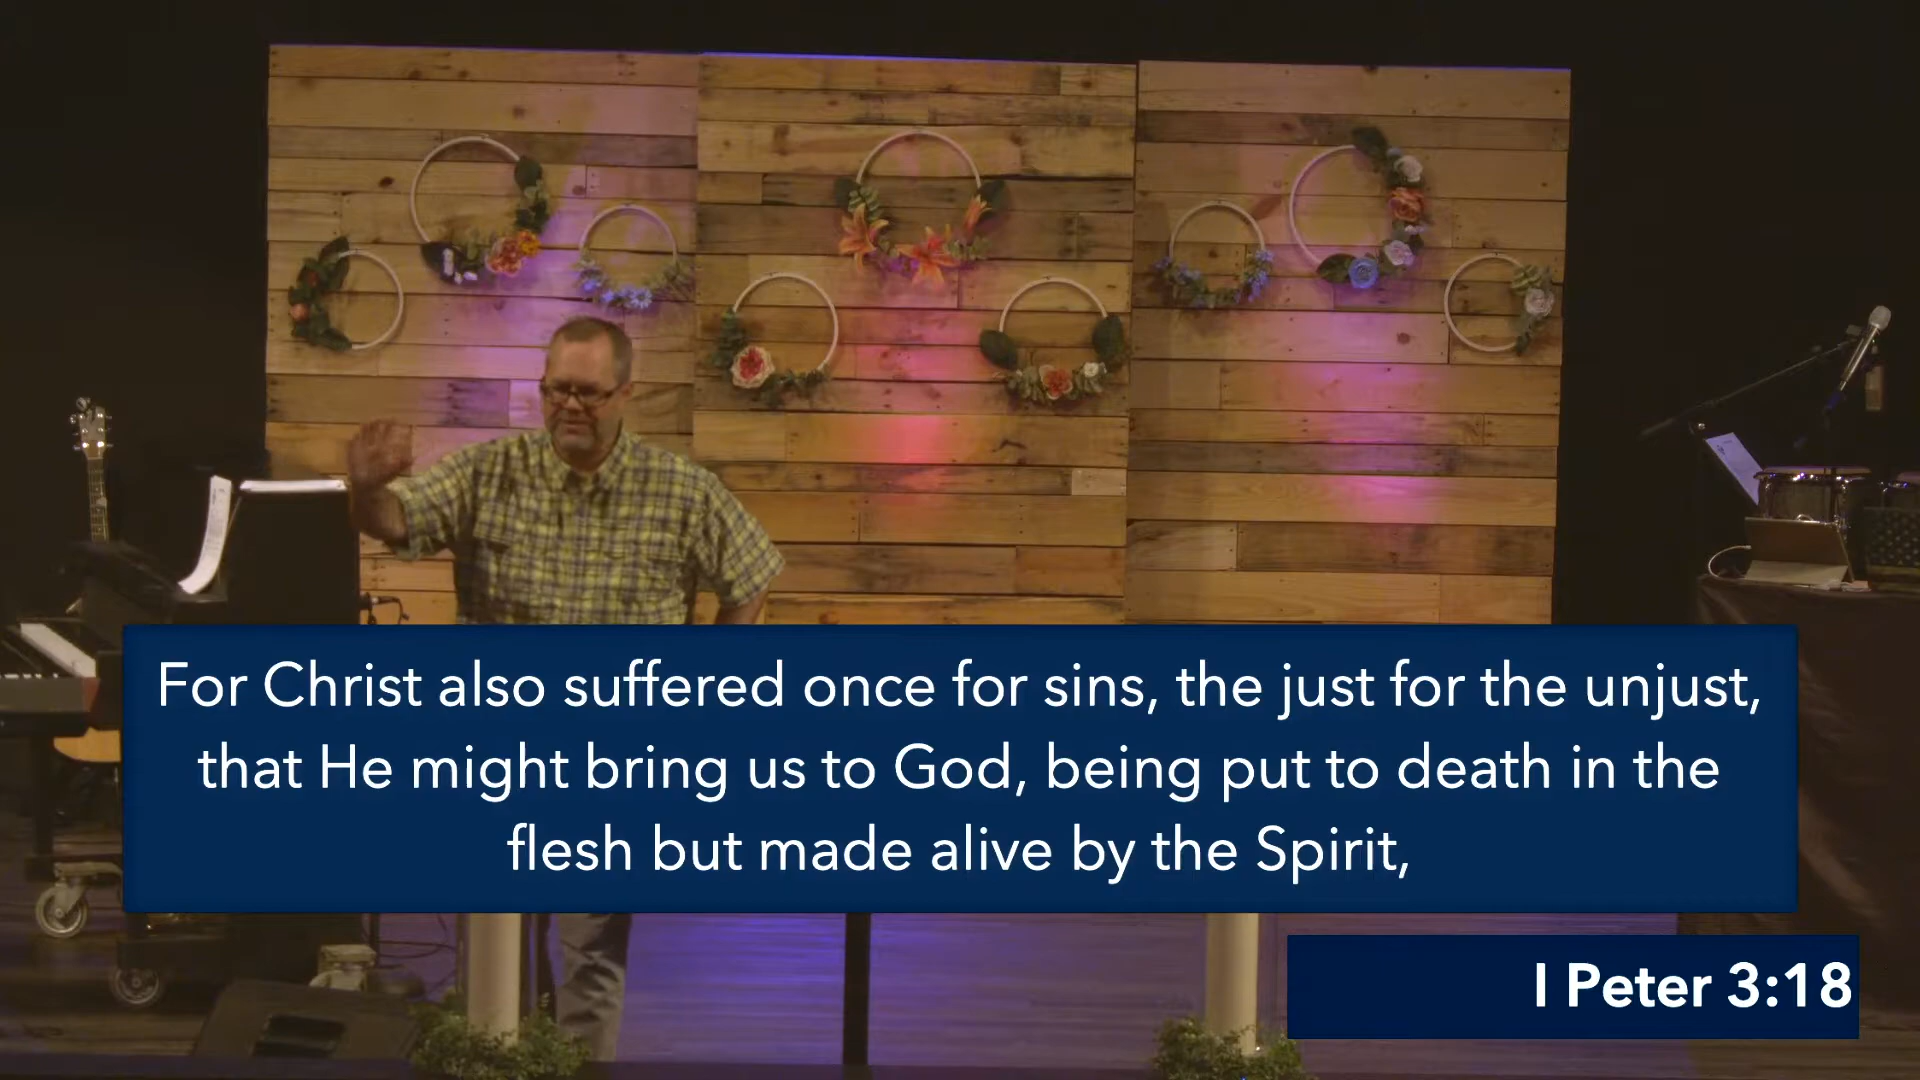 For Christ also suffered once for sins, the just for the unjust,
that He might bring us to God, being put to death in the
flesh but made alive by the Spirit,
I Peter 3:18